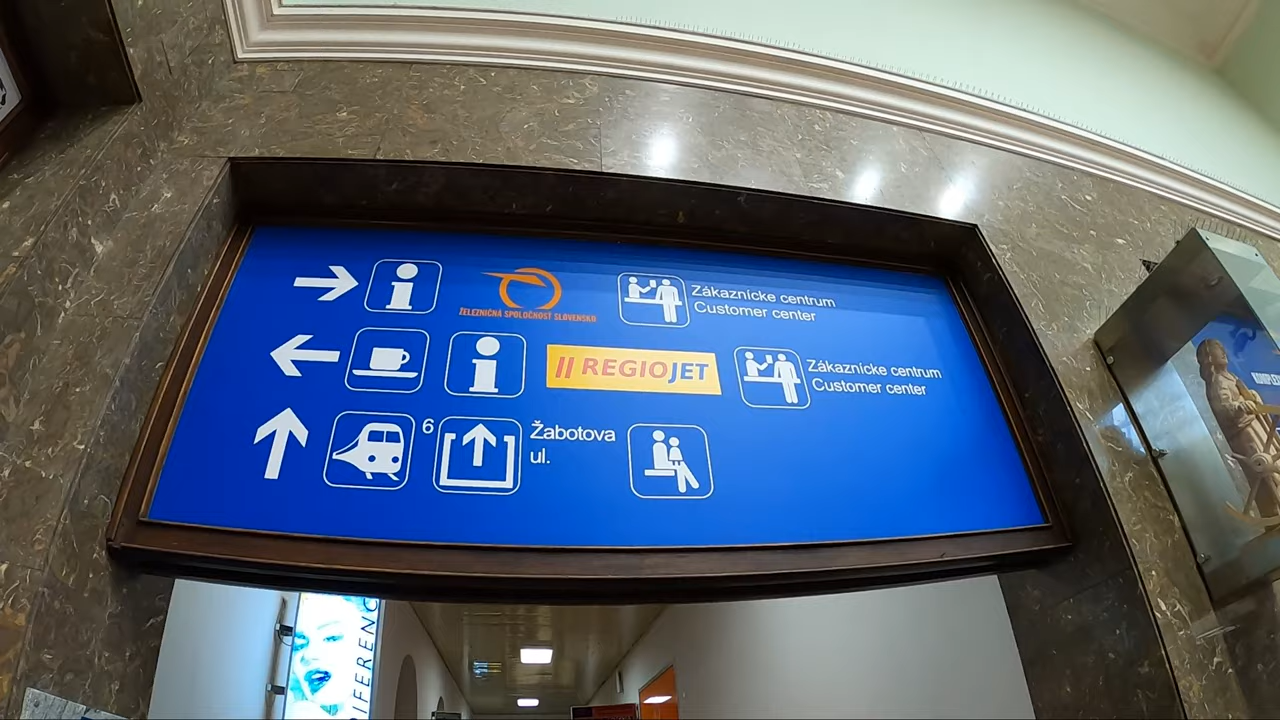 ŽELEZNIČNÁ SPOLOČNOSŤ SLOVENSKO
Zákaznícke centrum
Customer center
REGIOJET
Zákaznícke centrum
Customer center
6
Žabotova
ul.